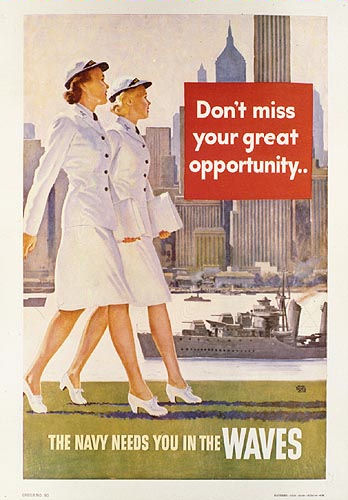 Don't miss
your great
opportunity..
THE NAVY NEEDS YOU IN THE WAVES